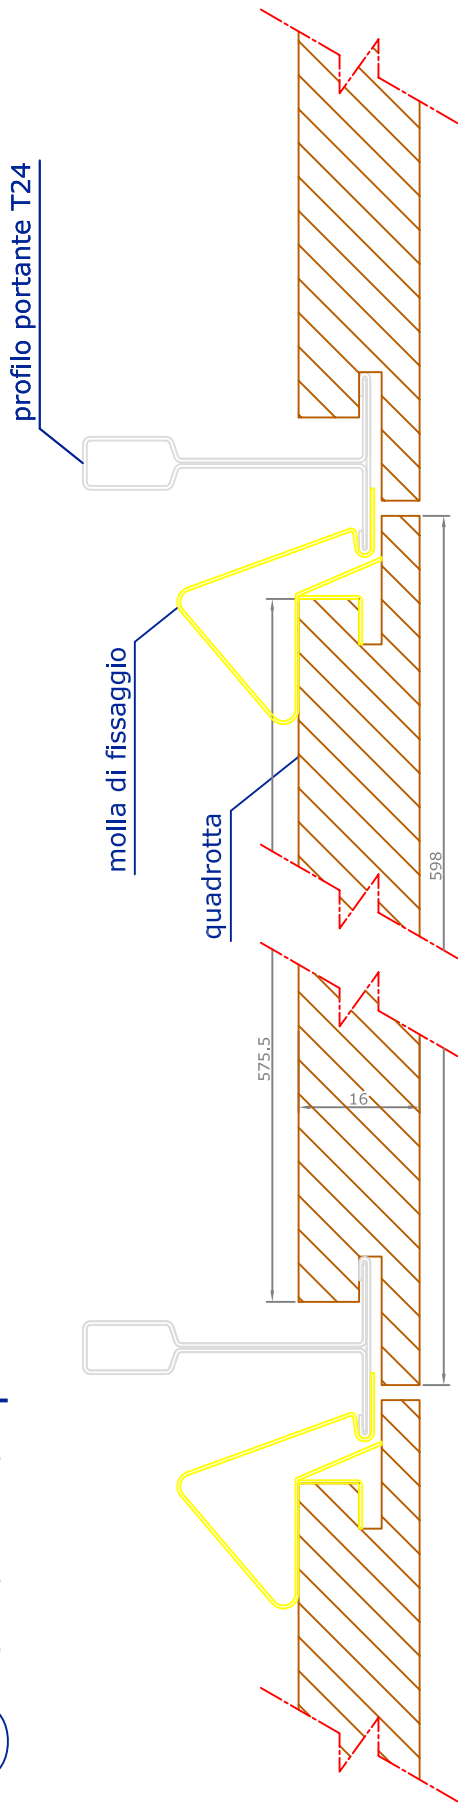 profilo portante T24
molla di fissaggio
quadrotta
575.5
16
598